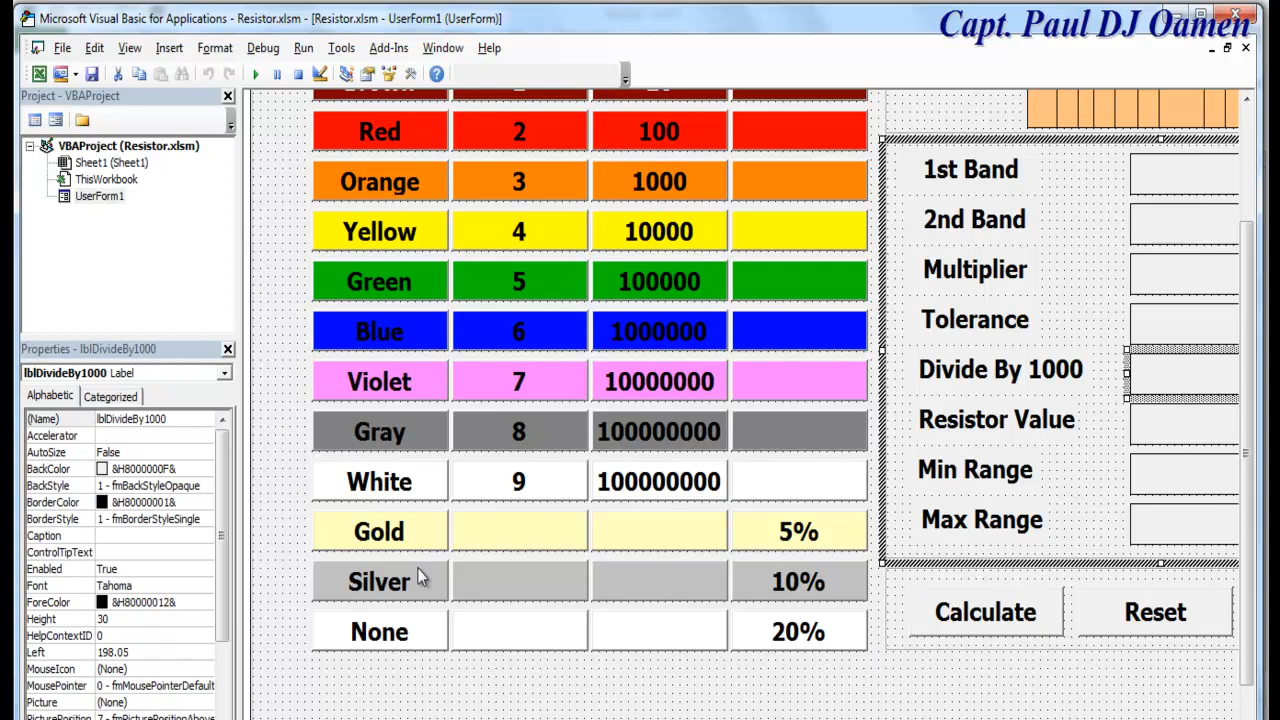 Microsoft Visual Basic for Applications - Resistor.xlsm - [Resistor.xlsm - UserForm1 (UserForm)]
Capt. Paul DJ Oamen
File Edit View Insert Format Debug Run Tools Add-Ins Window Help
Project - VBAProject
VBAProject (Resistor.xlsm)
Sheet1 (Sheet1)
ThisWorkbook
UserForm1
Properties - lblDivideBy1000
lblDivideBy1000 Label
Alphabetic Categorized
(Name) lblDivideBy1000
Accelerator
AutoSize False
BackColor &H8000000F&
BackStyle 1 - fmBackStyleOpaque
BorderColor &H80000001&
BorderStyle 1 - fmBorderStyleSingle
Caption
ControlTipText
Enabled True
Font Tahoma
ForeColor &H80000012&
Height 30
HelpContextID 0
Left 198.05
MouseIcon (None)
MousePointer 0 - fmMousePointerDefault
Picture (None)
PicturePosition 7 - fmPicturePositionAbove
Red 2 100
Orange 3 1000
Yellow 4 10000
Green 5 100000
Blue 6 1000000
Violet 7 10000000
Gray 8 100000000
White 9 100000000
Gold 5%
Silver 10%
None 20%
1st Band
2nd Band
Multiplier
Tolerance
Divide By 1000
Resistor Value
Min Range
Max Range
Calculate Reset